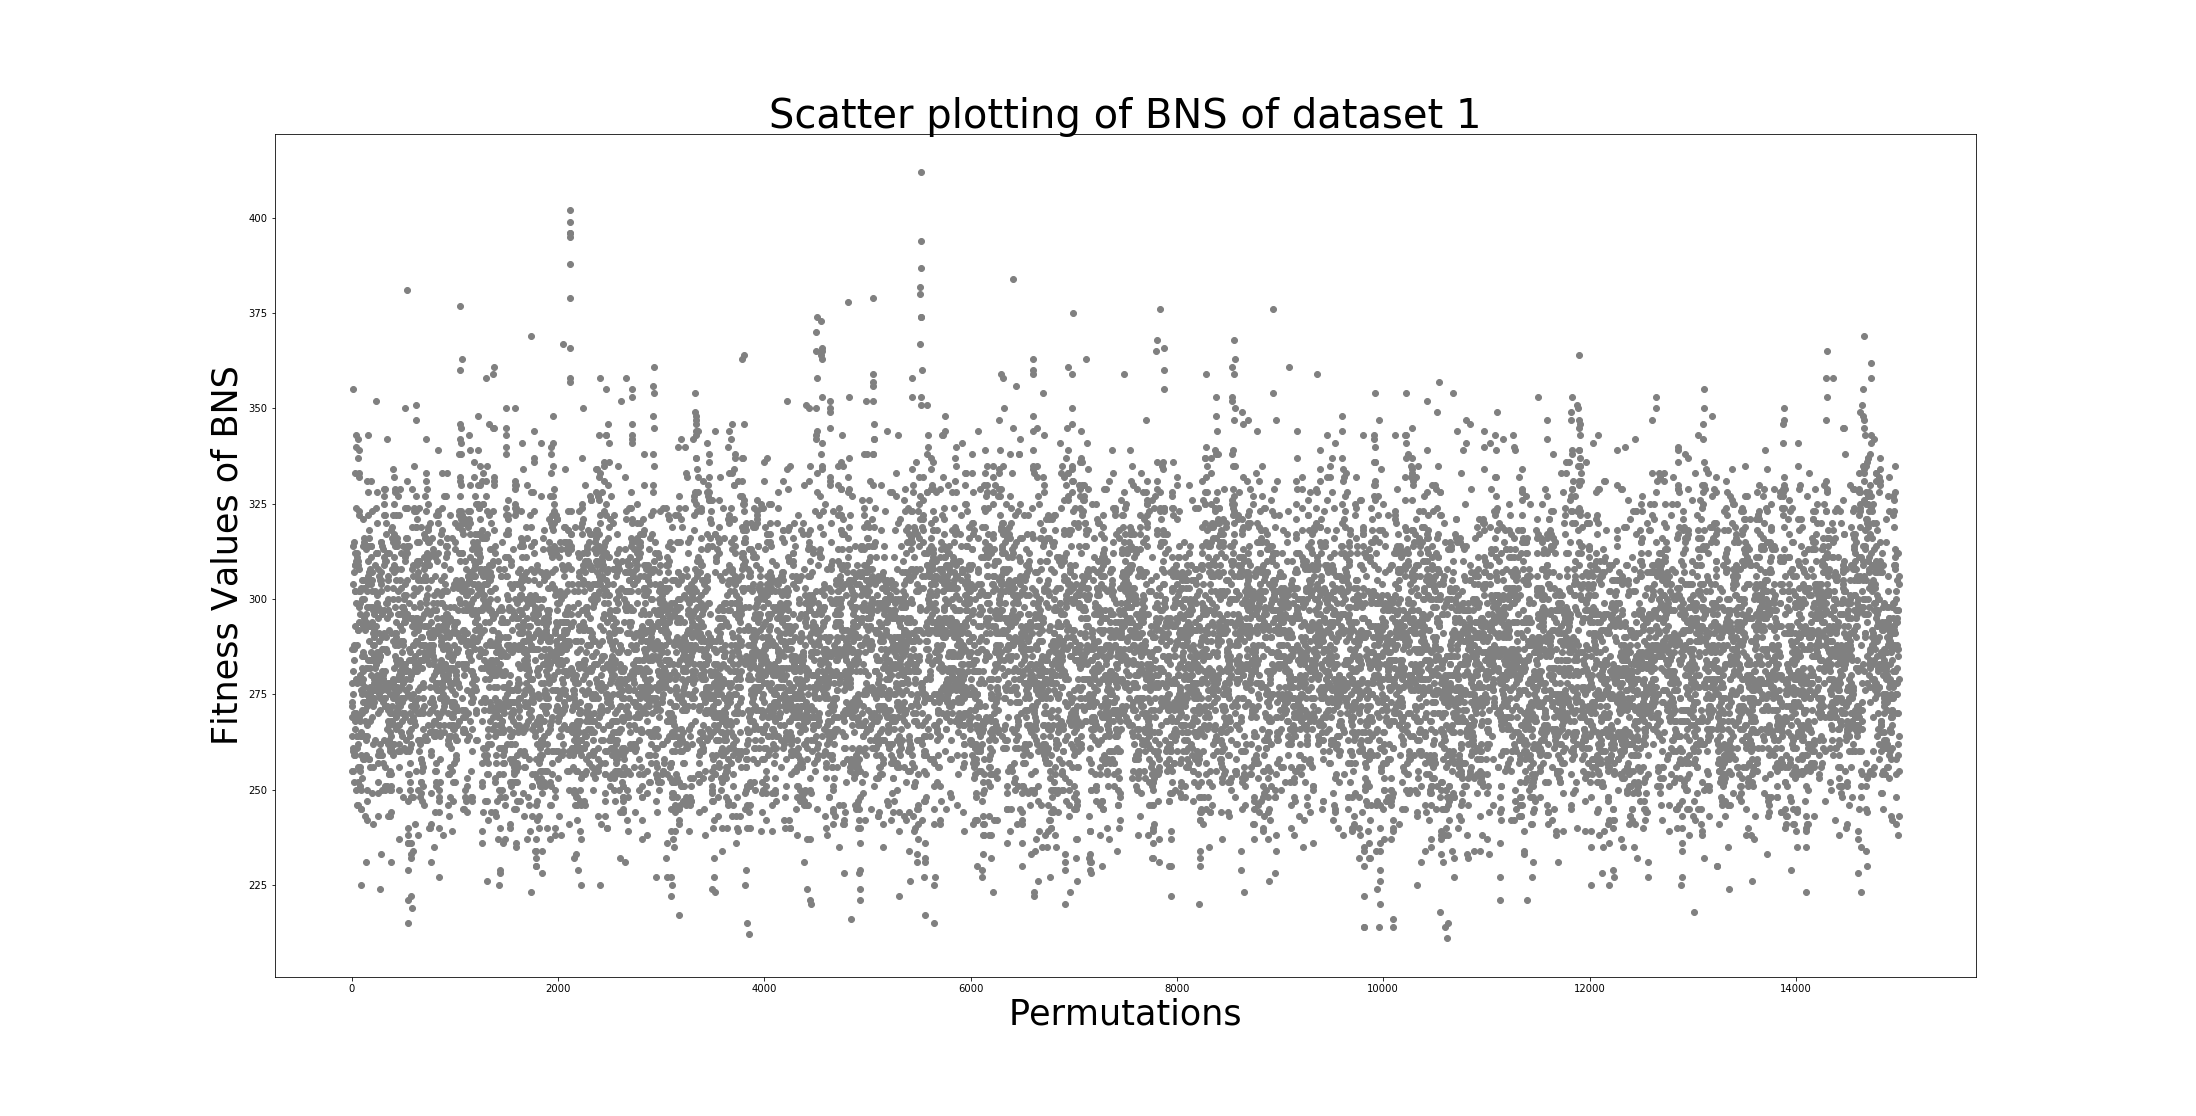 Scatter plotting of BNS of dataset 1
Fitness Values of BNS
400
375
350
325
300
275
250
225
0 2000 4000 6000 8000 10000 12000 14000
Permutations